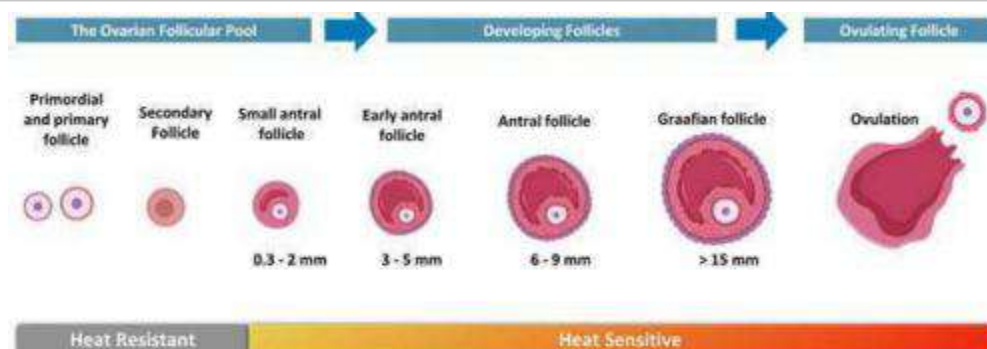 The Ovarian Follicular Pool
Developing Follicles
Ovulating Follicle
Primordial
and primary
follicle
Secondary
Follicle
Small antral
follicle
Early antral
follicle
Antral follicle
Graafian follicle
Ovulation
0.3 - 2 mm
3 - 5 mm
6 - 9 mm
> 15 mm
Heat Resistant
Heat Sensitive